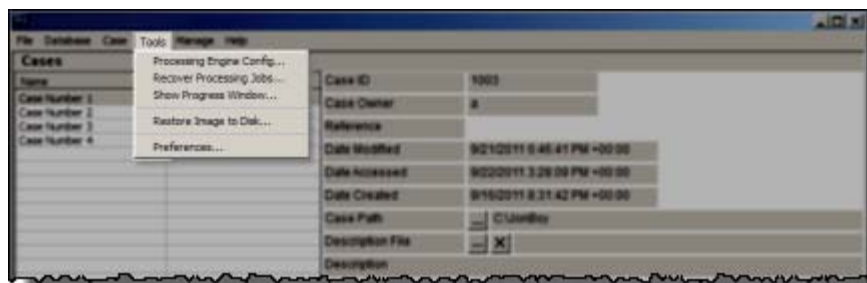 File Database Case Tools Manage Help
Processing Engine Config...
Recover Processing Jobs...
Show Progress Window...
Restore Image to Disk...
Preferences...
Cases
Name
Case Number 1
Case Number 2
Case Number 3
Case Number 4
Case ID 1003
Case Owner a
Reference
Date Modified 9/21/2011 6:46:41 PM +00:00
Date Accessed 9/22/2011 3:28:09 PM +00:00
Date Created 9/16/2011 8:31:42 PM +00:00
Case Path ... C:\JonBoy
Description File ... X
Description